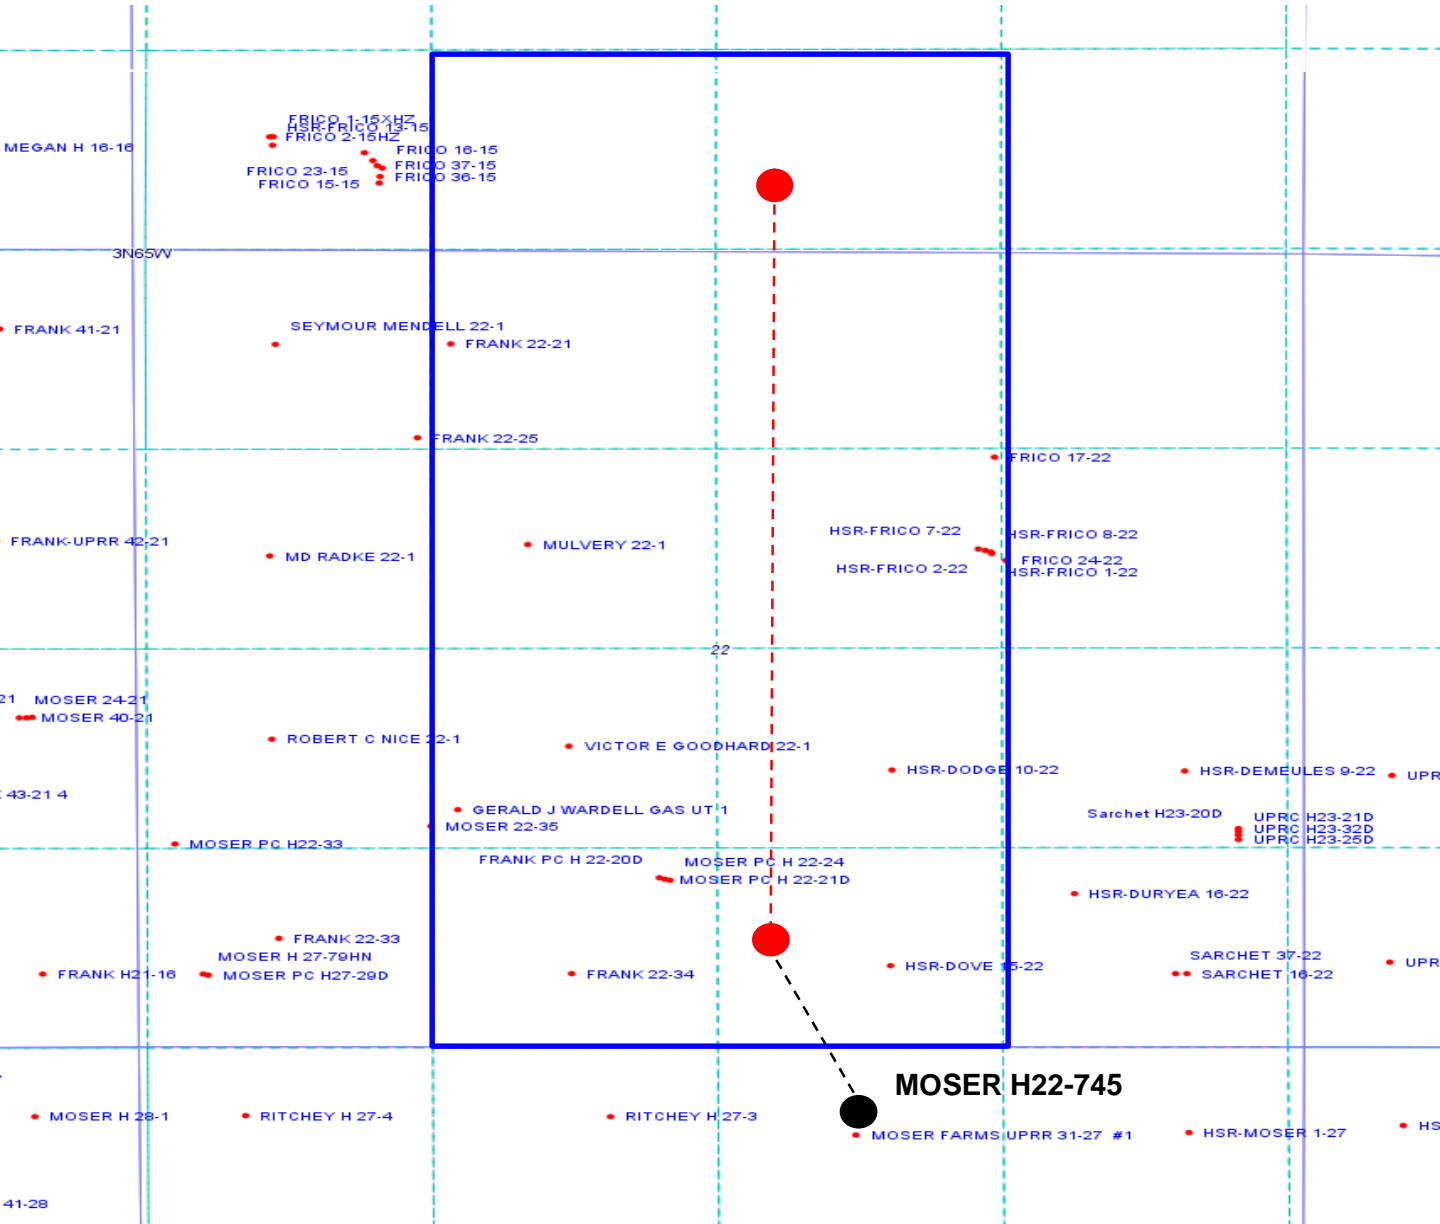 FRICO 1-15XHZ
HSR-FRICO 13-15
FRICO 2-15HZ
MEGAN H 16-16
FRICO 16-15
FRICO 37-15
FRICO 23-15
FRICO 36-15
FRICO 15-15
3N65W
SEYMOUR MENDELL 22-1
FRANK 41-21
FRANK 22-21
FRANK 22-25
FRICO 17-22
HSR-FRICO 7-22
HSR-FRICO 8-22
FRANK-UPRR 42-21
MULVERY 22-1
MD RADKE 22-1
FRICO 24-22
HSR-FRICO 2-22
HSR-FRICO 1-22
22
21
MOSER 24-21
MOSER 40-21
ROBERT C NICE 22-1
VICTOR E GOODHARD 22-1
HSR-DODGE 10-22
HSR-DEMEULES 9-22
UPR
43-21 4
GERALD J WARDELL GAS UT 1
Sarchet H23-20D
UPRC H23-21D
MOSER 22-35
UPRC H23-32D
UPRC H23-25D
MOSER PC H22-33
FRANK PC H 22-20D
MOSER PC H 22-24
MOSER PC H 22-21D
HSR-DURYEA 16-22
FRANK 22-33
MOSER H 27-79HN
SARCHET 37-22
UPR
HSR-DOVE 15-22
FRANK H21-16
MOSER PC H27-29D
FRANK 22-34
SARCHET 16-22
MOSER H22-745
MOSER H 28-1
RITCHEY H 27-4
RITCHEY H 27-3
HS
MOSER FARMS UPRR 31-27 #1
HSR-MOSER 1-27
41-28